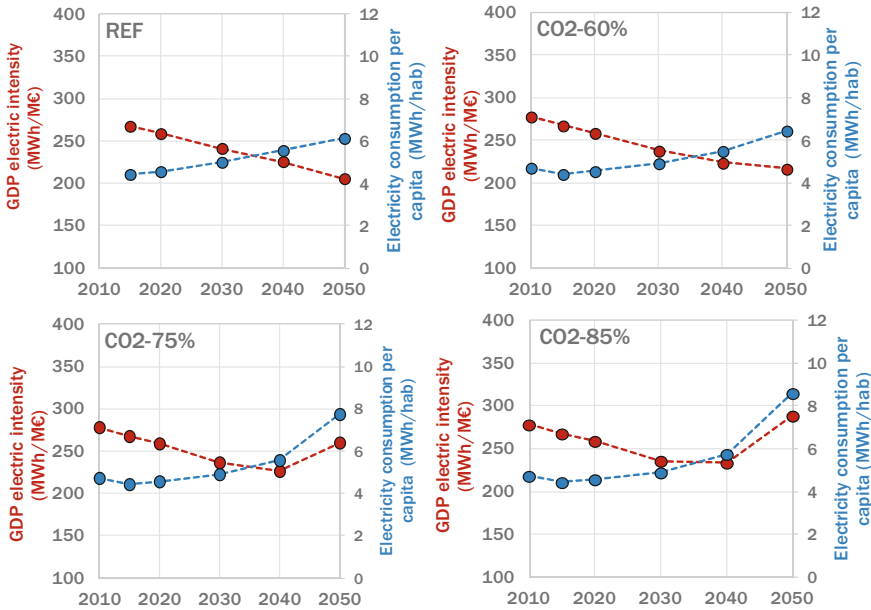 REF
GDP electric intensity
(MWh/M€)
400
350
300
250
200
150
100
12
10
8
6
4
2
0
Electricity consumption per
capita (MWh/hab)
2010 2020 2030 2040 2050
CO2-60%
GDP electric intensity
(MWh/M€)
400
350
300
250
200
150
100
12
10
8
6
4
2
0
Electricity consumption per
capita (MWh/hab)
2010 2020 2030 2040 2050
CO2-75%
GDP electric intensity
(MWh/M€)
400
350
300
250
200
150
100
12
10
8
6
4
2
0
Electricity consumption per
capita (MWh/hab)
2010 2020 2030 2040 2050
CO2-85%
GDP electric intensity
(MWh/M€)
400
350
300
250
200
150
100
12
10
8
6
4
2
0
Electricity consumption per
capita (MWh/hab)
2010 2020 2030 2040 2050